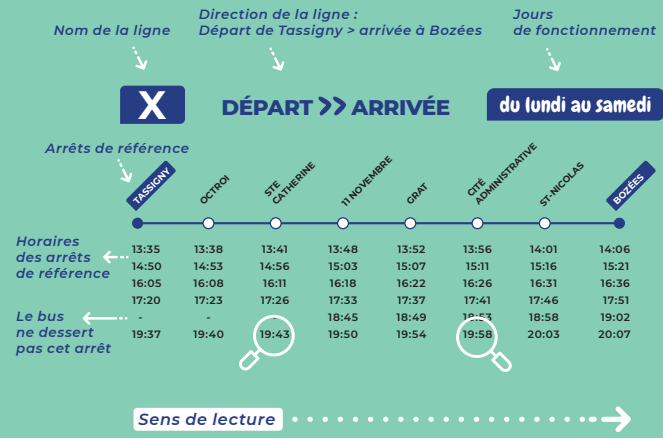 Nom de la ligne
Direction de la ligne :
Départ de Tassigny > arrivée à Bozées
Jours
de fonctionnement
X
DÉPART >> ARRIVÉE
du lundi au samedi
Arrêts de référence
TASSIGNY
OCTROI
STE
CATHERINE
11 NOVEMBRE
GRAT
CITÉ
ADMINISTRATIVE
ST-NICOLAS
BOZÉES
Horaires
des arrêts
de référence
13:35 13:38 13:41 13:48 13:52 13:56 14:01 14:06
14:50 14:53 14:56 15:03 15:07 15:11 15:16 15:21
16:05 16:08 16:11 16:18 16:22 16:26 16:31 16:36
17:20 17:23 17:26 17:33 17:37 17:41 17:46 17:51
Le bus
ne dessert
pas cet arrêt
- - - 18:45 18:49 18:53 18:58 19:02
19:37 19:40 19:43 19:50 19:54 19:58 20:03 20:07
Sens de lecture